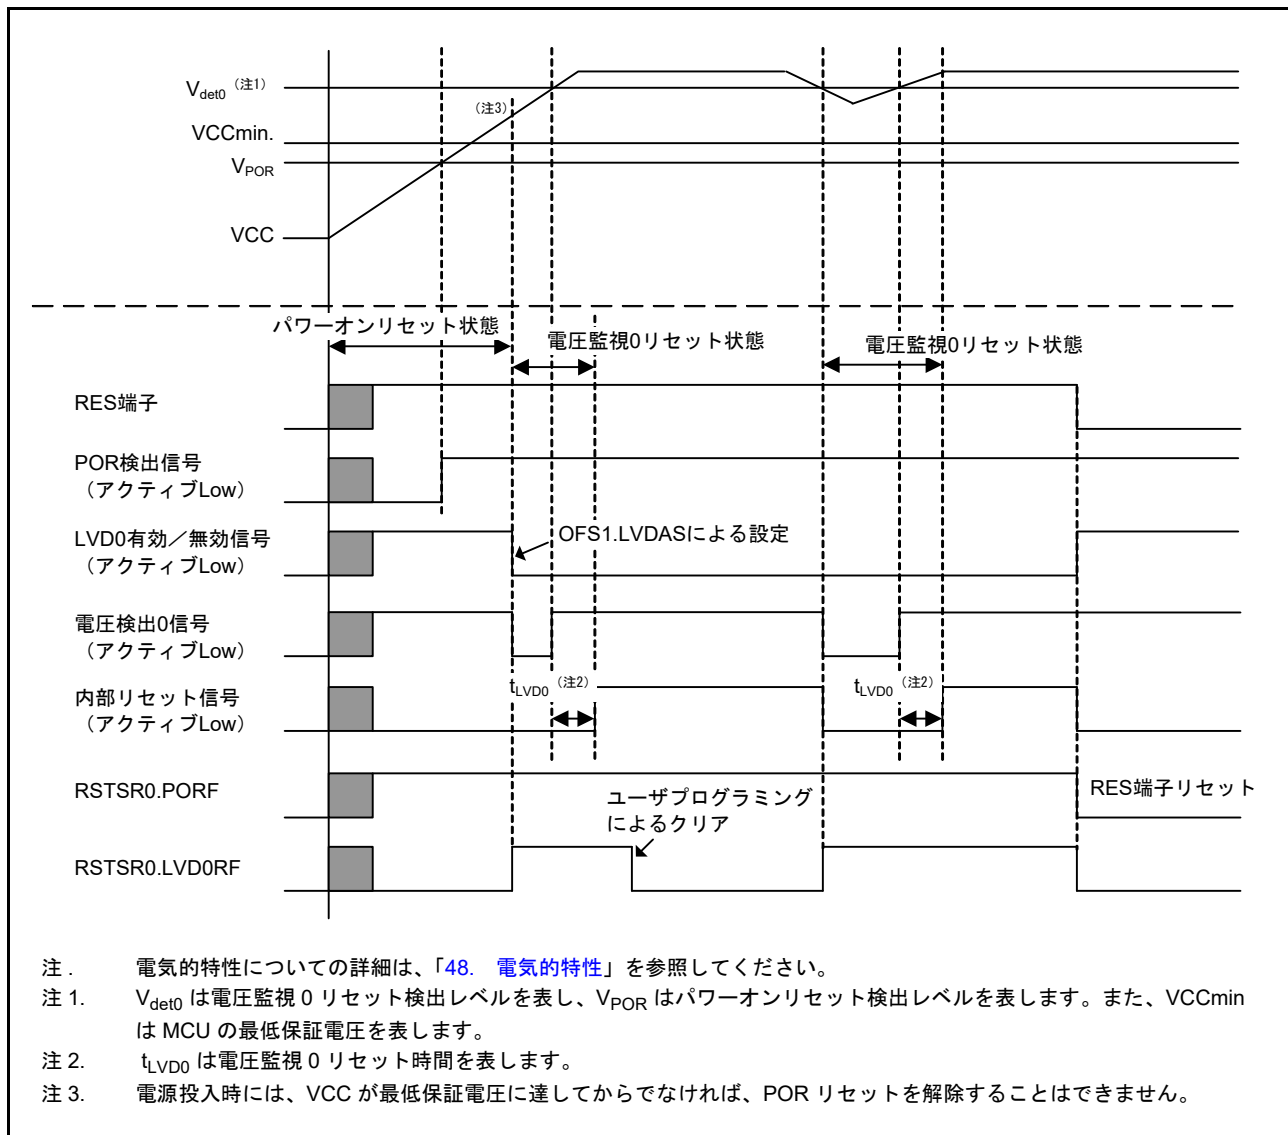 Vdet0（注1）
（注3）
VCCmin.
VPOR
VCC
パワーオンリセット状態
電圧監視0リセット状態
電圧監視0リセット状態
RES端子
POR検出信号
（アクティブLow）
LVD0有効／無効信号
（アクティブLow）
OFS1.LVDASによる設定
電圧検出0信号
（アクティブLow）
内部リセット信号
（アクティブLow）
tLVD0（注2）
tLVD0（注2）
RSTSR0.PORF
RES端子リセット
ユーザプログラミング
によるクリア
RSTSR0.LVD0RF
注 . 電気的特性についての詳細は、「48. 電気的特性」を参照してください。
注 1. Vdet0 は電圧監視 0 リセット検出レベルを表し、VPOR はパワーオンリセット検出レベルを表します。また、VCCmin
は MCU の最低保証電圧を表します。
注 2. tLVD0 は電圧監視 0 リセット時間を表します。
注 3. 電源投入時には、VCC が最低保証電圧に達してからでなければ、POR リセットを解除することはできません。